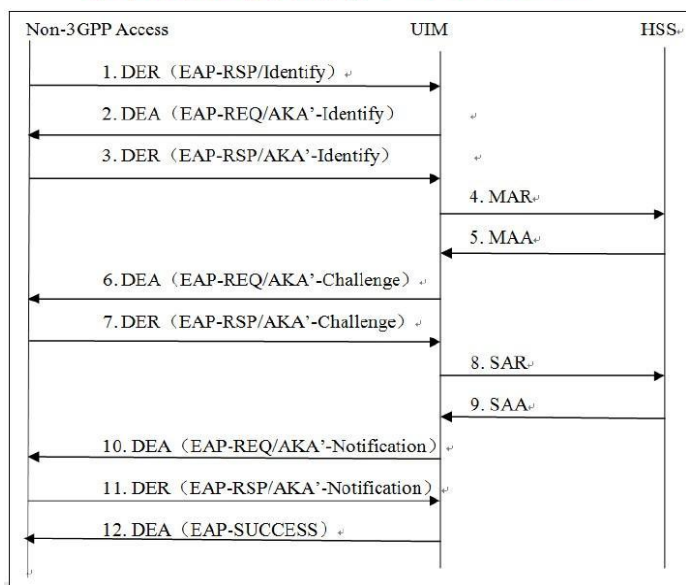 Non-3GPP Access UIM HSS
1. DER（EAP-RSP/Identify）
2. DEA（EAP-REQ/AKA’-Identify）
3. DER（EAP-RSP/AKA’-Identify）
4. MAR
5. MAA
6. DEA（EAP-REQ/AKA’-Challenge）
7. DER（EAP-RSP/AKA’-Challenge）
8. SAR
9. SAA
10. DEA（EAP-REQ/AKA’-Notification）
11. DER（EAP-RSP/AKA’-Notification）
12. DEA（EAP-SUCCESS）